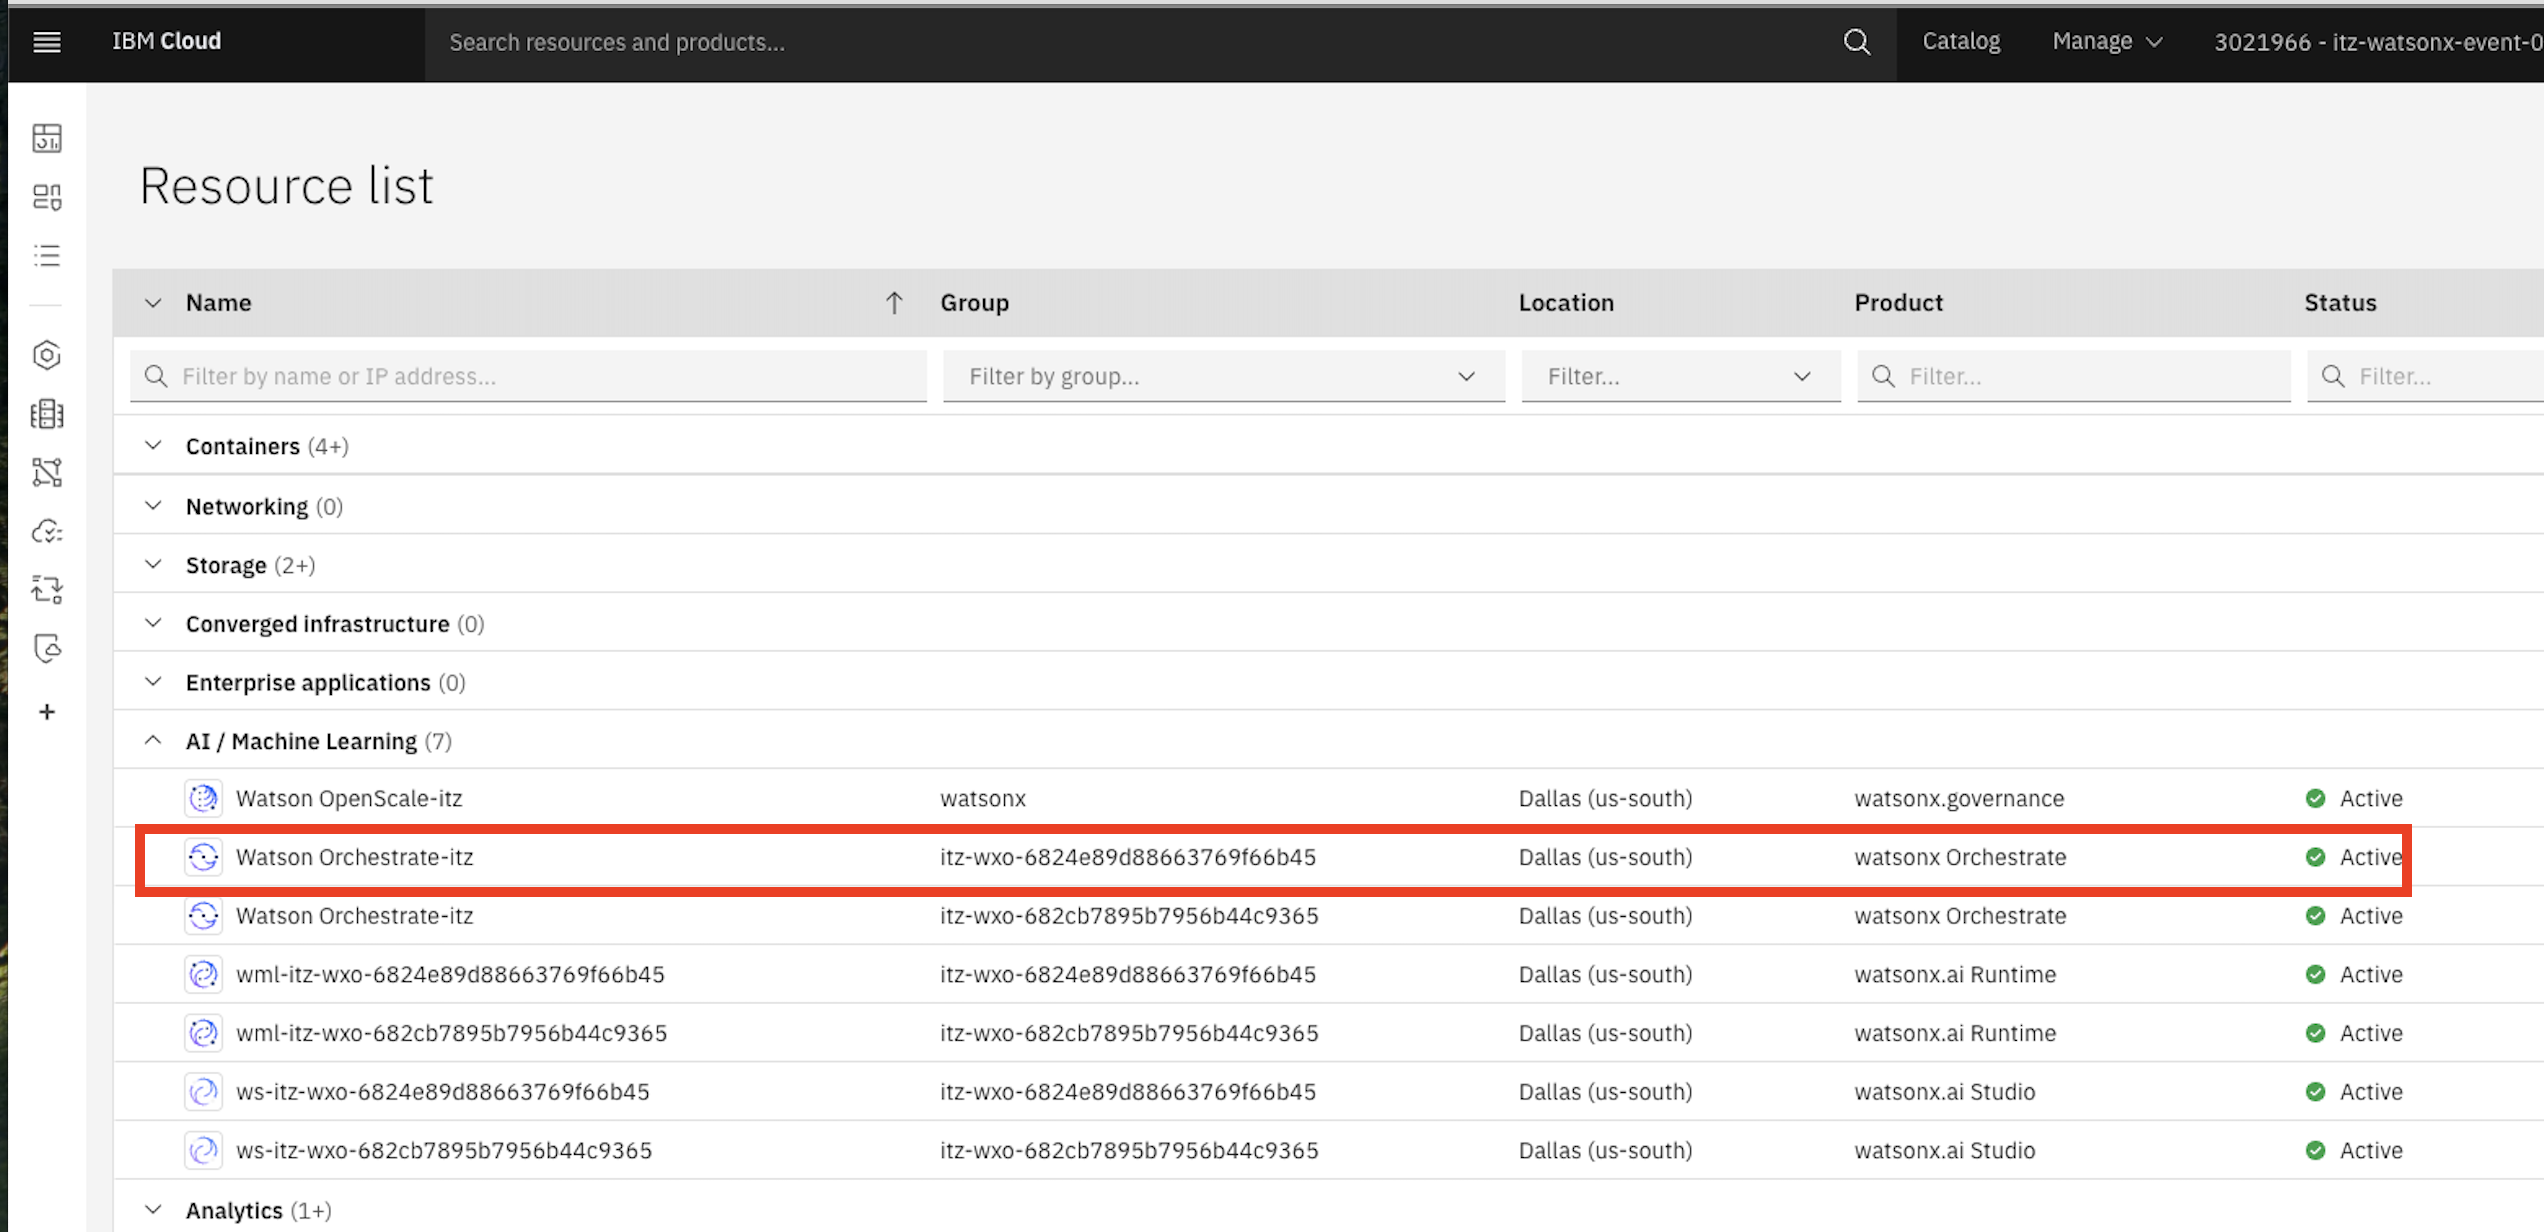 IBM Cloud Search resources and products... Catalog Manage 3021966 - itz-watsonx-event-0
Resource list
Name Group Location Product Status
Filter by name or IP address... Filter by group... Filter... Filter... Filter...
Containers (4+)
Networking (0)
Storage (2+)
Converged infrastructure (0)
Enterprise applications (0)
AI / Machine Learning (7)
Watson OpenScale-itz watsonx Dallas (us-south) watsonx.governance Active
Watson Orchestrate-itz itz-wxo-6824e89d88663769f66b45 Dallas (us-south) watsonx Orchestrate Active
Watson Orchestrate-itz itz-wxo-682cb7895b7956b44c9365 Dallas (us-south) watsonx Orchestrate Active
wml-itz-wxo-6824e89d88663769f66b45 itz-wxo-6824e89d88663769f66b45 Dallas (us-south) watsonx.ai Runtime Active
wml-itz-wxo-682cb7895b7956b44c9365 itz-wxo-682cb7895b7956b44c9365 Dallas (us-south) watsonx.ai Runtime Active
ws-itz-wxo-6824e89d88663769f66b45 itz-wxo-6824e89d88663769f66b45 Dallas (us-south) watsonx.ai Studio Active
ws-itz-wxo-682cb7895b7956b44c9365 itz-wxo-682cb7895b7956b44c9365 Dallas (us-south) watsonx.ai Studio Active
Analytics (1+)